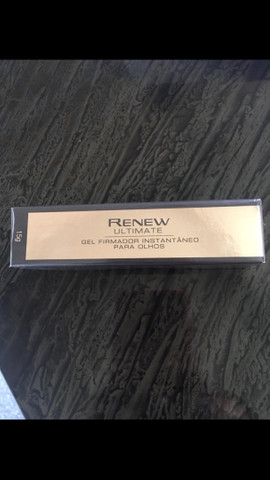 RENEW
ULTIMATE
GEL FIRMADOR INSTANTÂNEO
PARA OLHOS
15g